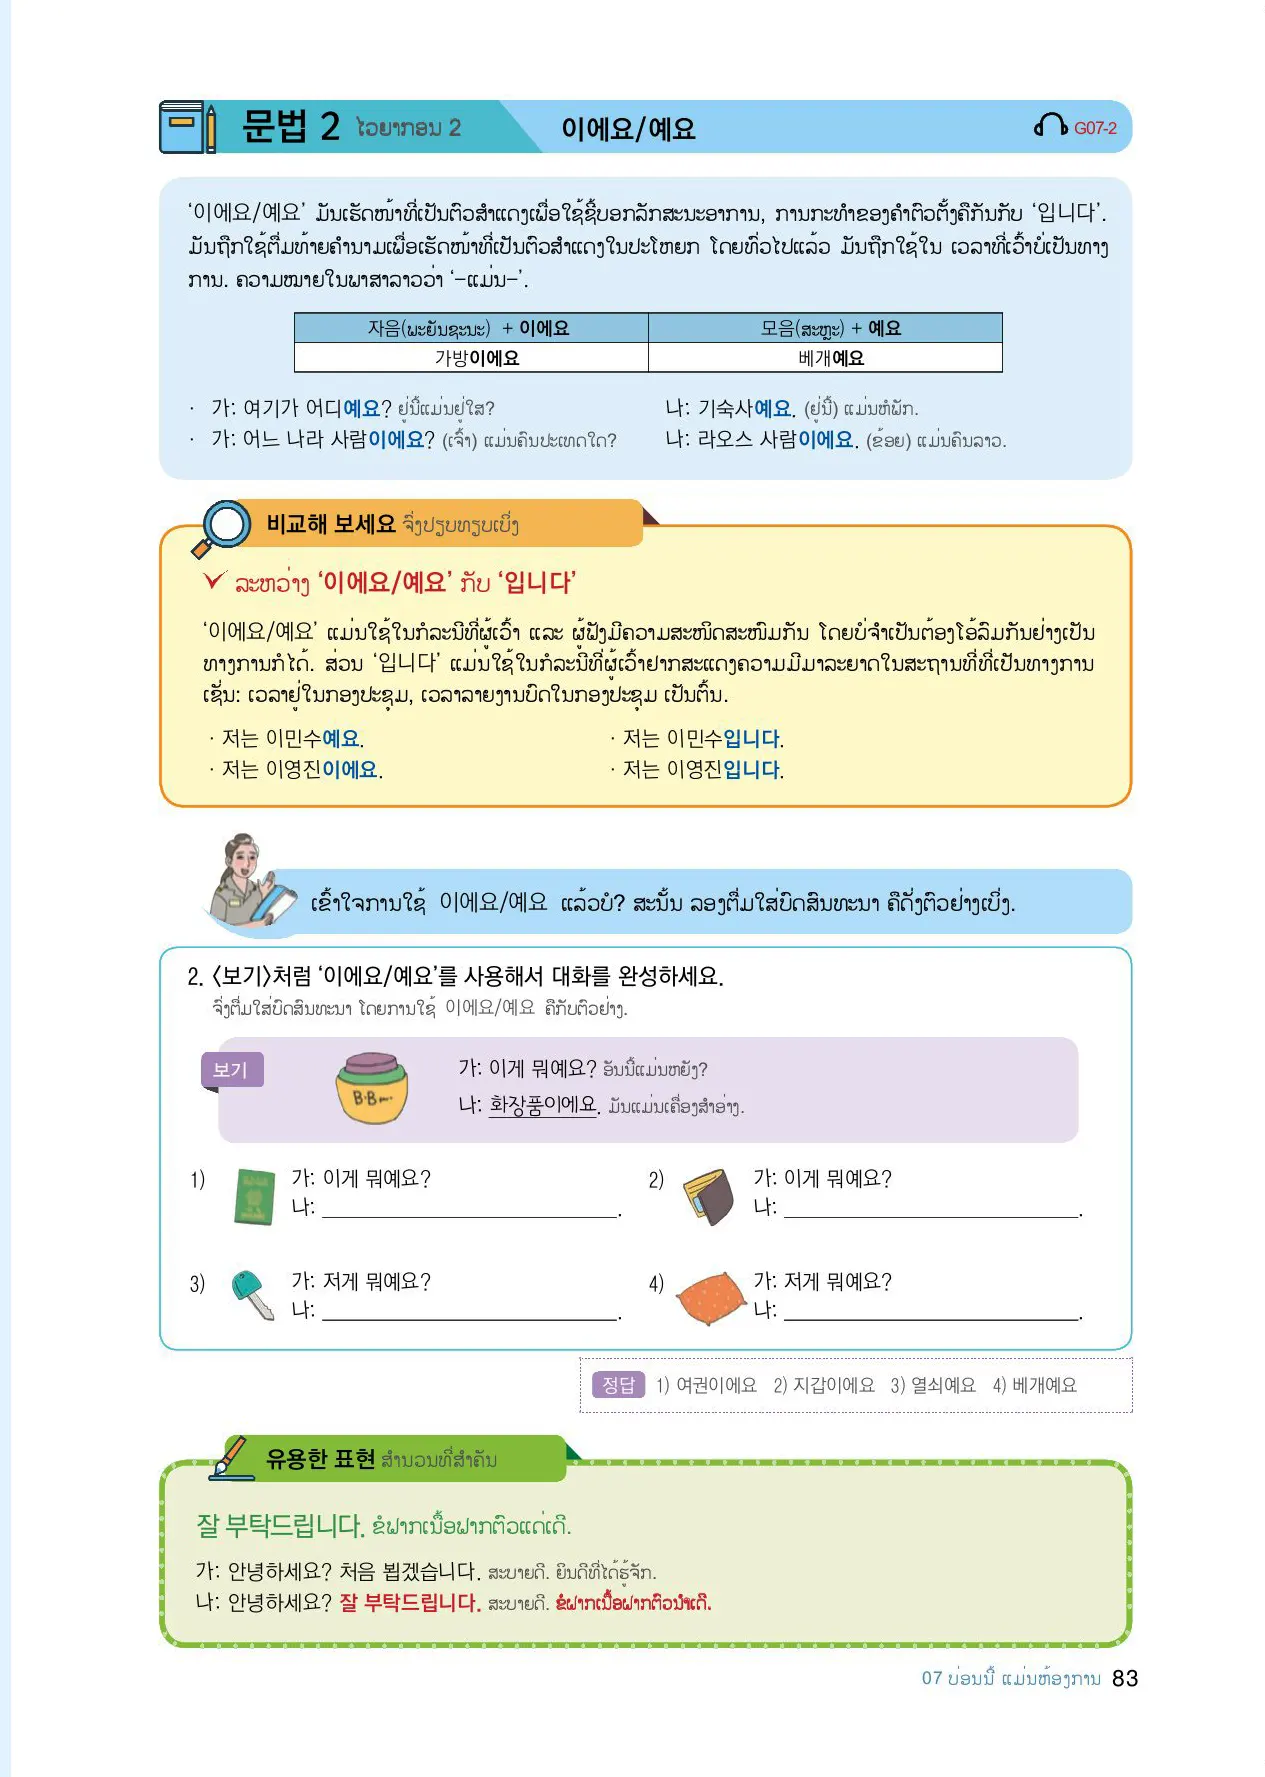 문법 2 ໄວຍາກອນ 2 이에요/예요 G07-2
‘이에요/예요’ ມັນເຮັດໜ້າທີ່ເປັນຕົວສຳແດງເພື່ອໃຊ້ຊີ້ບອກລັກສະນະອາການ, ການກະທຳຂອງຄຳຕົວຕັ້ງຄືກັນກັບ ‘입니다’.
ມັນຖືກໃຊ້ຕື່ມທ້າຍຄຳນາມເພື່ອເຮັດໜ້າທີ່ເປັນຕົວສຳແດງໃນປະໂຫຍກ ໂດຍທົ່ວໄປແລ້ວ ມັນຖືກໃຊ້ໃນ ເວລາທີ່ເວົ້າບໍ່ເປັນທາງ
ການ. ຄວາມໝາຍໃນພາສາລາວວ່າ ‘–ແມ່ນ–’.
자음(ພະຍັນຊະນະ) + 이에요 모음(ສະຫຼະ) + 예요
가방이에요 베개예요
· 가: 여기가 어디예요? ຢູ່ນີ້ແມ່ນຢູ່ໃສ? 나: 기숙사예요. (ຢູ່ນີ້) ແມ່ນຫໍພັກ.
· 가: 어느 나라 사람이에요? (ເຈົ້າ) ແມ່ນຄົນປະເທດໃດ? 나: 라오스 사람이에요. (ຂ້ອຍ) ແມ່ນຄົນລາວ.
비교해 보세요 ຈົ່ງປຽບທຽບເບິ່ງ
ລະຫວ່າງ ‘이에요/예요’ ກັບ ‘입니다’
‘이에요/예요’ ແມ່ນໃຊ້ໃນກໍລະນີທີ່ຜູ້ເວົ້າ ແລະ ຜູ້ຟັງມີຄວາມສະໜິດສະໜົມກັນ ໂດຍບໍ່ຈຳເປັນຕ້ອງໂອ້ລົມກັນຢ່າງເປັນ
ທາງການກໍໄດ້. ສ່ວນ ‘입니다’ ແມ່ນໃຊ້ໃນກໍລະນີທີ່ຜູ້ເວົ້າຢາກສະແດງຄວາມມີມາລະຍາດໃນສະຖານທີ່ທີ່ເປັນທາງການ
ເຊັ່ນ: ເວລາຢູ່ໃນກອງປະຊຸມ, ເວລາລາຍງານບົດໃນກອງປະຊຸມ ເປັນຕົ້ນ.
· 저는 이민수예요. · 저는 이민수입니다.
· 저는 이영진이에요. · 저는 이영진입니다.
ເຂົ້າໃຈການໃຊ້ 이에요/예요 ແລ້ວບໍ? ສະນັ້ນ ລອງຕື່ມໃສ່ບົດສົນທະນາ ຄືດັ່ງຕົວຢ່າງເບິ່ງ.
2. 〈보기〉처럼 ‘이에요/예요’를 사용해서 대화를 완성하세요.
ຈົ່ງຕື່ມໃສ່ບົດສົນທະນາ ໂດຍການໃຊ້ 이에요/예요 ຄືກັບຕົວຢ່າງ.
보기
B·B
가: 이게 뭐예요? ອັນນີ້ແມ່ນຫຍັງ?
나: 화장품이에요. ມັນແມ່ນເຄື່ອງສຳອ່າງ.
1) 가: 이게 뭐예요?
나: ____________.
2) 가: 이게 뭐예요?
나: ____________.
3) 가: 저게 뭐예요?
나: ____________.
4) 가: 저게 뭐예요?
나: ____________.
정답 1) 여권이에요 2) 지갑이에요 3) 열쇠예요 4) 베개예요
유용한 표현 ສຳນວນທີ່ສຳຄັນ
잘 부탁드립니다. ຂໍຝາກເນື້ອຝາກຕົວແດ່ເດີ.
가: 안녕하세요? 처음 뵙겠습니다. ສະບາຍດີ. ຍິນດີທີ່ໄດ້ຮູ້ຈັກ.
나: 안녕하세요? 잘 부탁드립니다. ສະບາຍດີ. ຂໍຝາກເນື້ອຝາກຕົວນຳເດີ.
07 ບ່ອນນີ້ ແມ່ນຫ້ອງການ 83